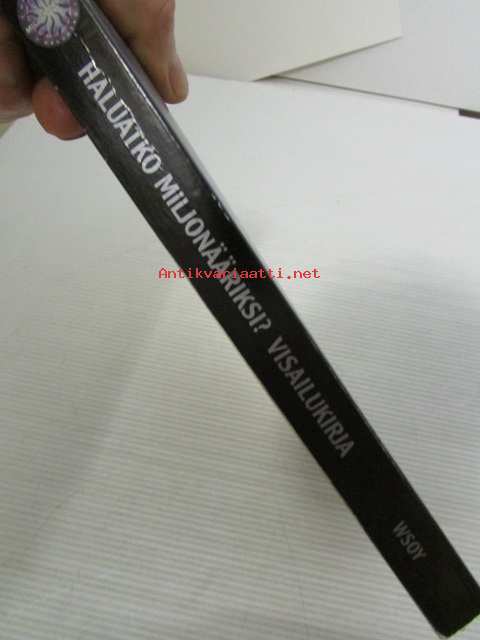 HALUATKO MILJONÄÄRIKSI? VISAILUKIRJA
WSOY
Antikvariaatti.net